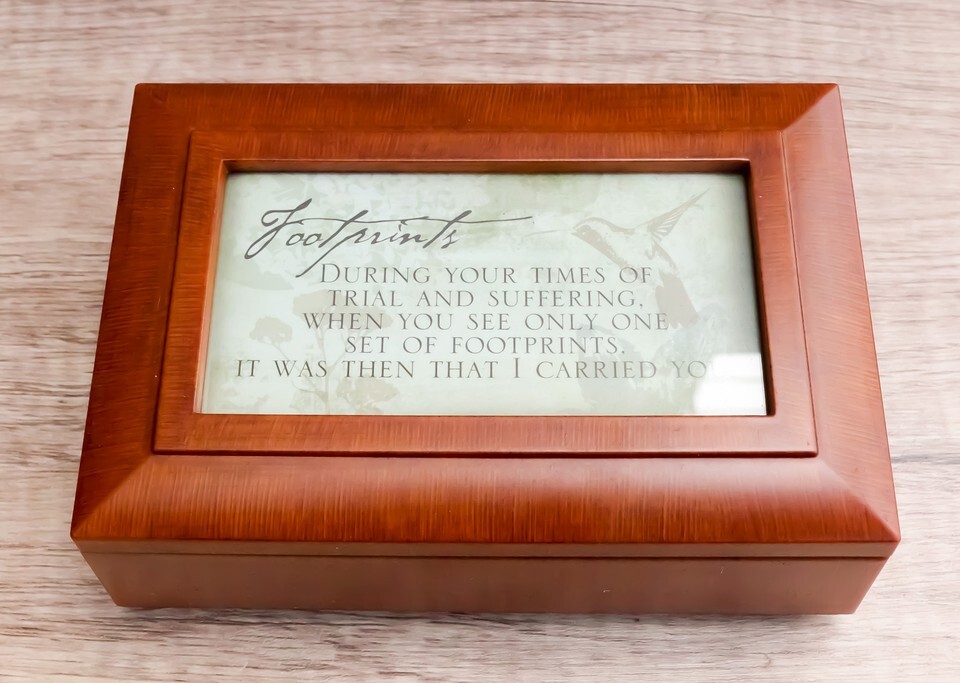 Footprints
DURING YOUR TIMES OF
TRIAL AND SUFFERING,
WHEN YOU SEE ONLY ONE
SET OF FOOTPRINTS,
IT WAS THEN THAT I CARRIED